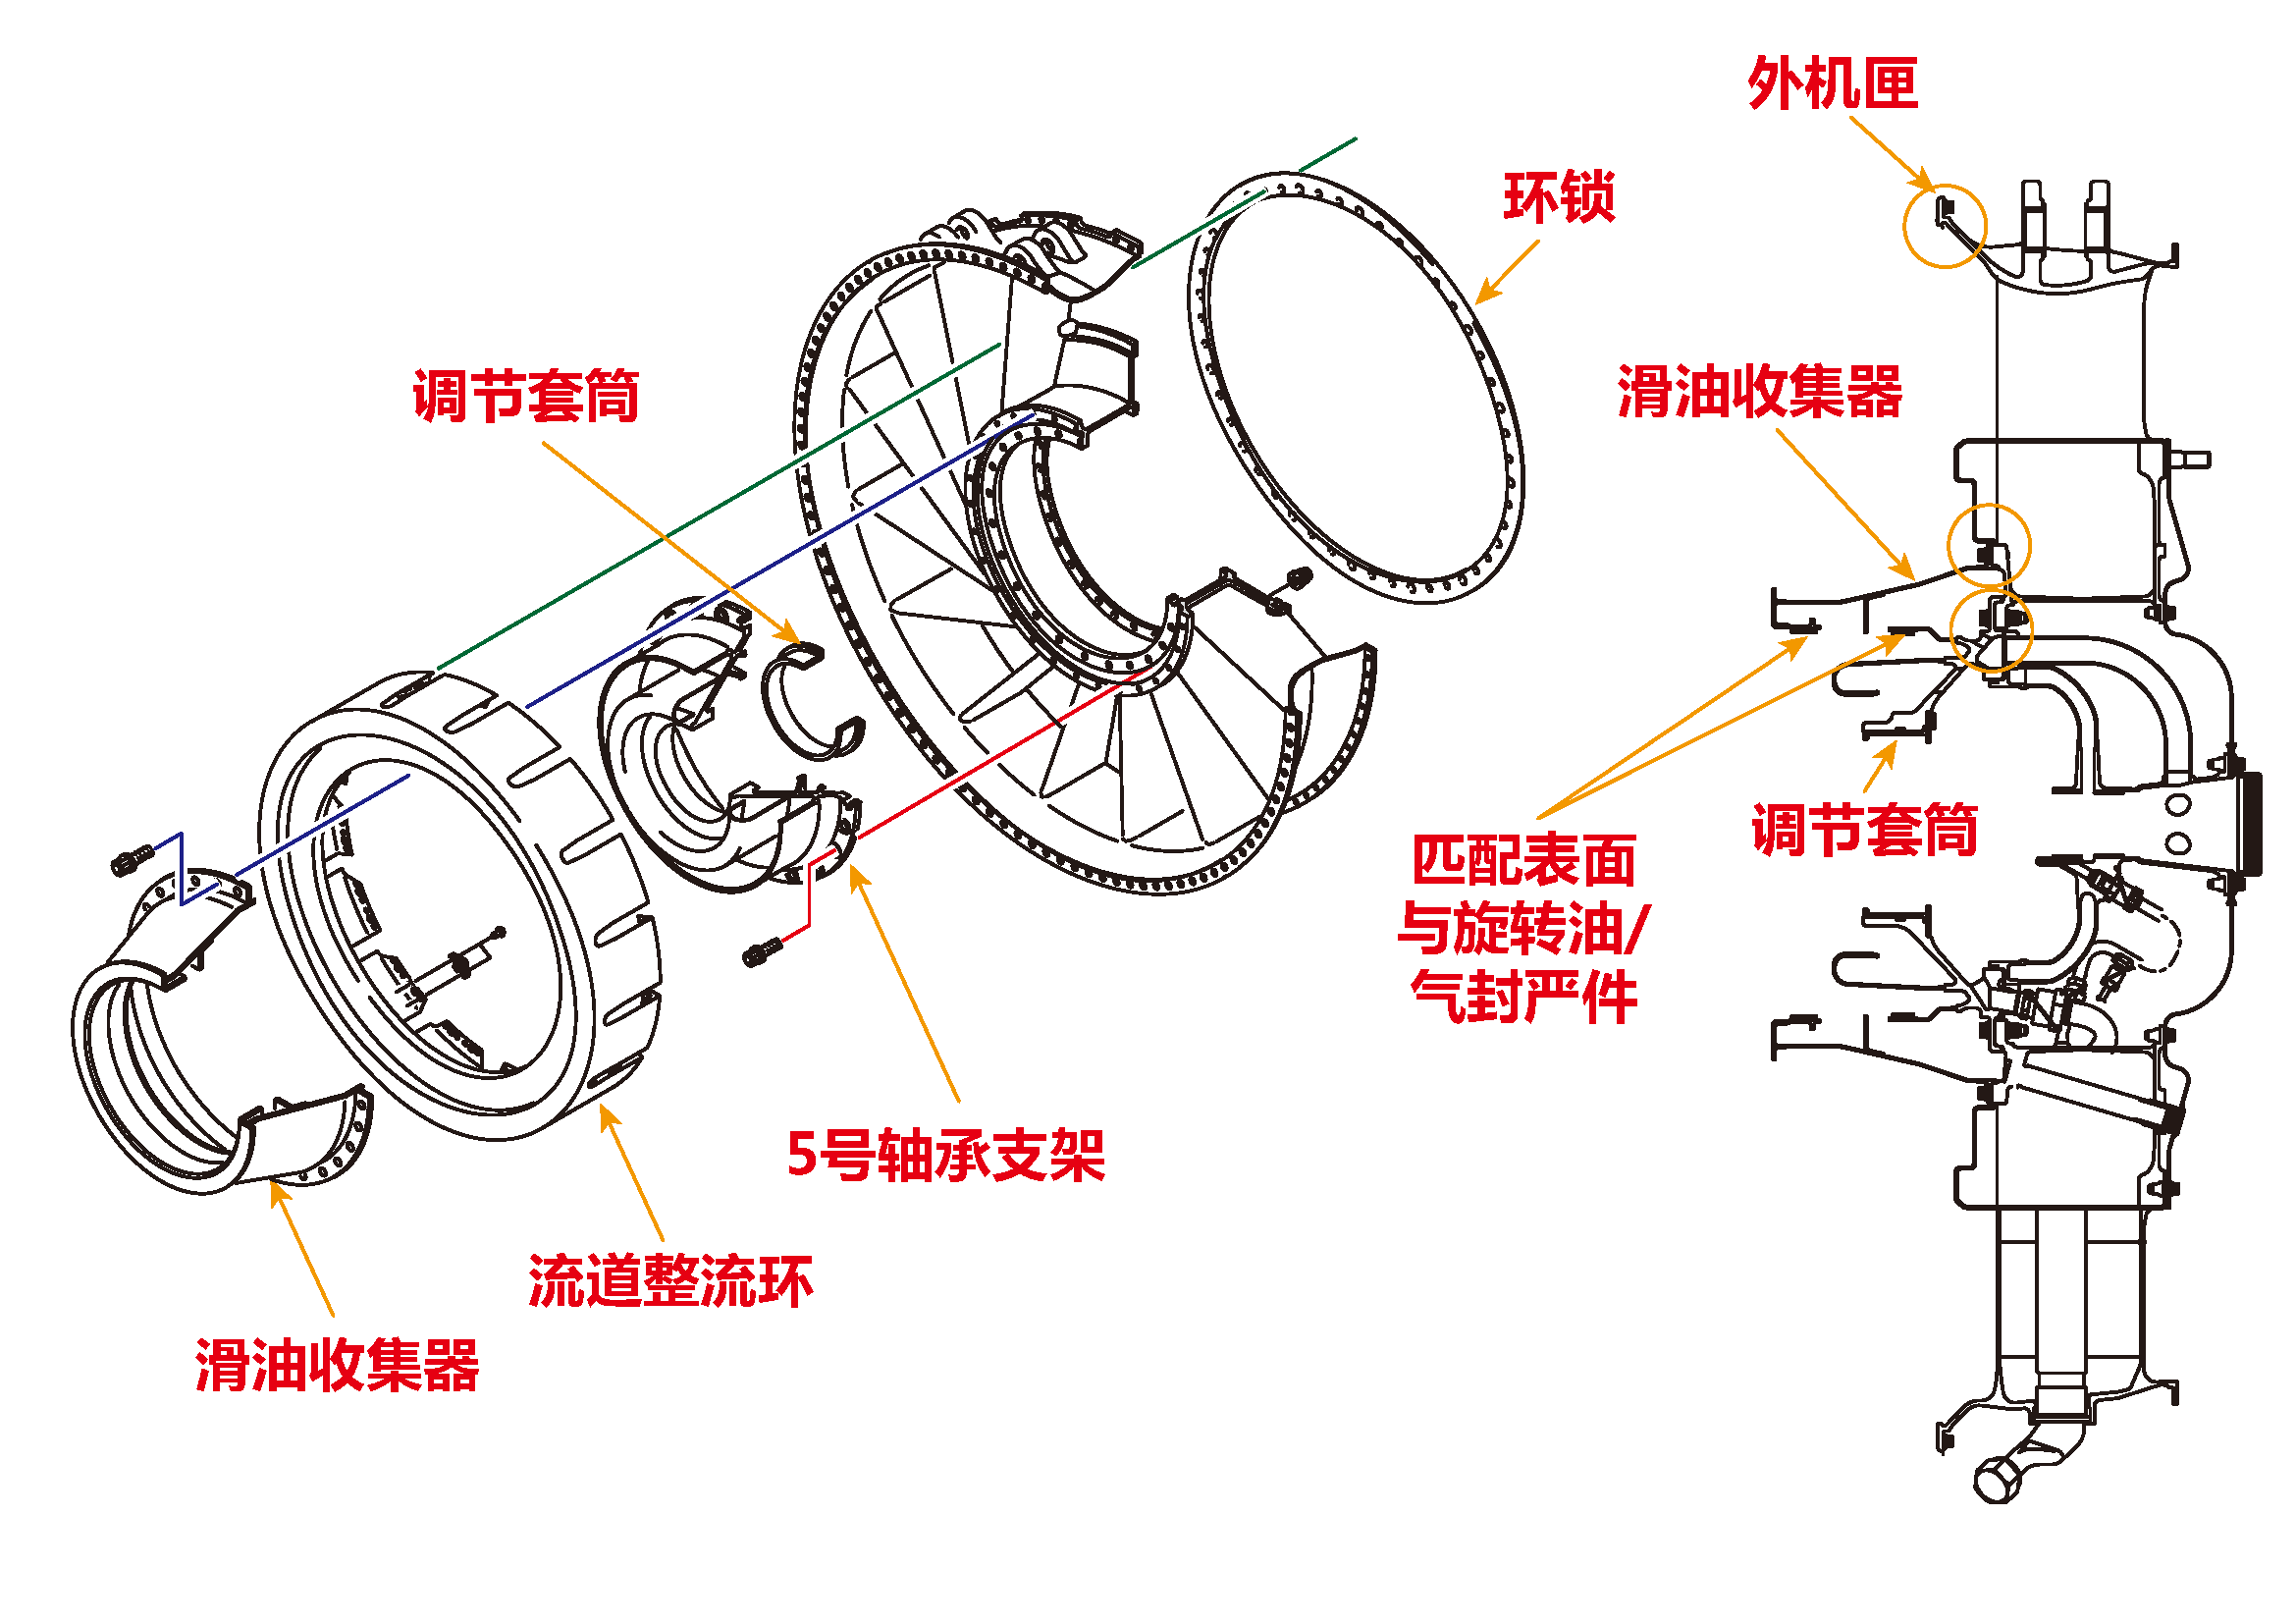 外机匣
环锁
滑油收集器
调节套筒
调节套筒
匹配表面
与旋转油/
气封严件
5号轴承支架
流道整流环
滑油收集器